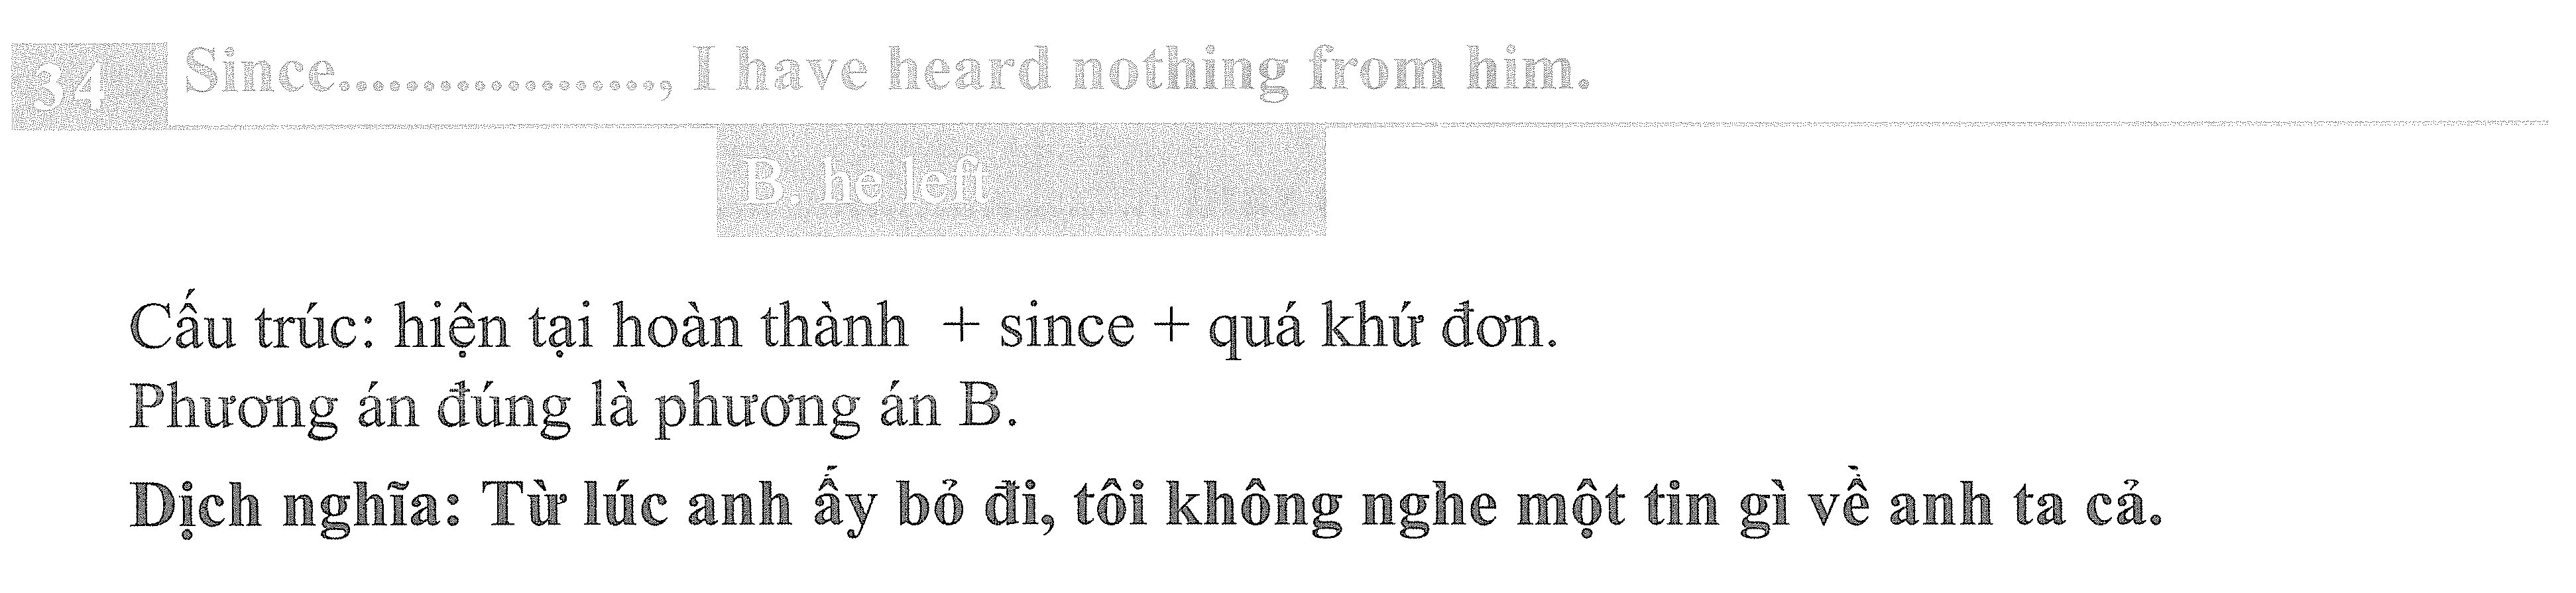 34 Since...................., I have heard nothing from him.
B. he left
Cấu trúc: hiện tại hoàn thành + since + quá khứ đơn.
Phương án đúng là phương án B.
Dịch nghĩa: Từ lúc anh ấy bỏ đi, tôi không nghe một tin gì về anh ta cả.